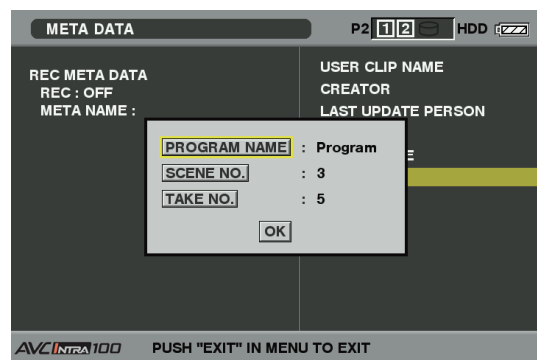 META DATA
P2 1 2 HDD
REC META DATA
REC : OFF
META NAME :
USER CLIP NAME
CREATOR
LAST UPDATE PERSON
PROGRAM NAME : Program
SCENE NO. : 3
TAKE NO. : 5
OK
AVC INTRA 100 PUSH "EXIT" IN MENU TO EXIT